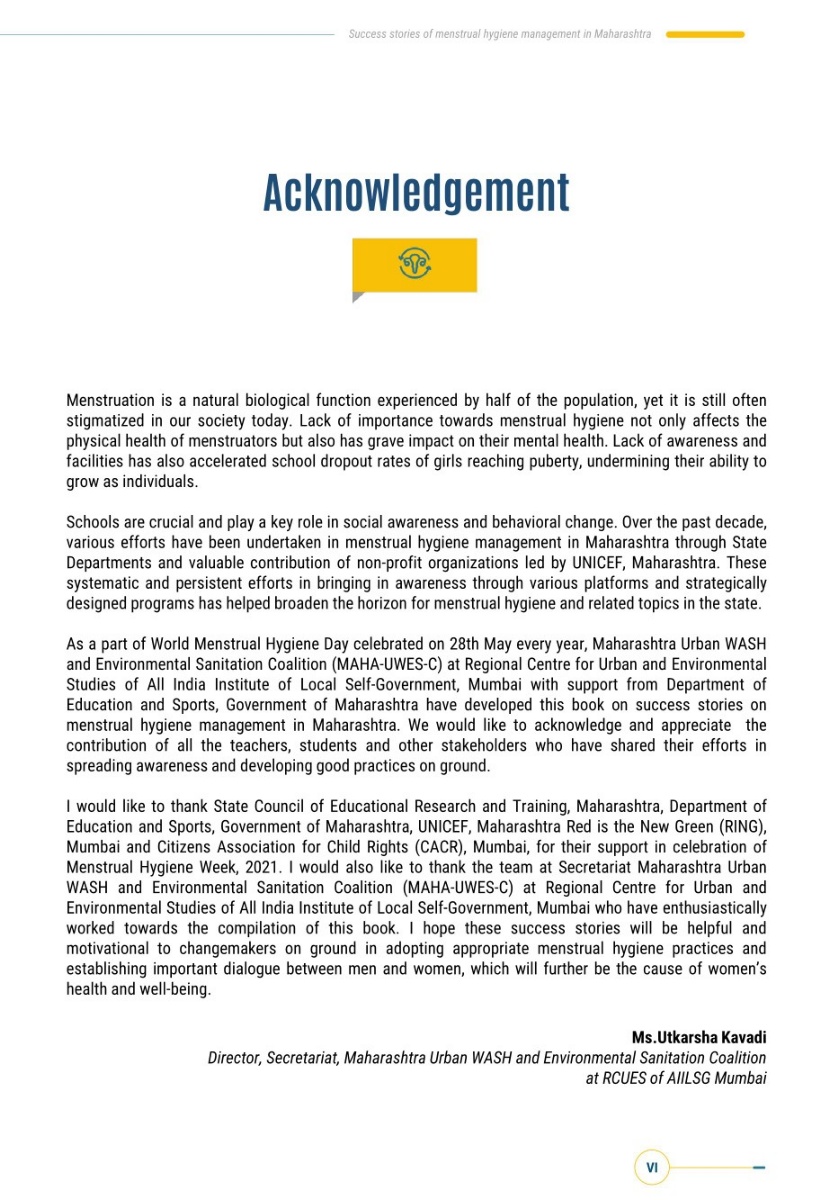 Success stories of menstrual hygiene management in Maharashtra
Acknowledgement
Menstruation is a natural biological function experienced by half of the population, yet it is still often
stigmatized in our society today. Lack of importance towards menstrual hygiene not only affects the
physical health of menstruators but also has grave impact on their mental health. Lack of awareness and
facilities has also accelerated school dropout rates of girls reaching puberty, undermining their ability to
grow as individuals.
Schools are crucial and play a key role in social awareness and behavioral change. Over the past decade,
various efforts have been undertaken in menstrual hygiene management in Maharashtra through State
Departments and valuable contribution of non-profit organizations led by UNICEF, Maharashtra. These
systematic and persistent efforts in bringing in awareness through various platforms and strategically
designed programs has helped broaden the horizon for menstrual hygiene and related topics in the state.
As a part of World Menstrual Hygiene Day celebrated on 28th May every year, Maharashtra Urban WASH
and Environmental Sanitation Coalition (MAHA-UWES-C) at Regional Centre for Urban and Environmental
Studies of All India Institute of Local Self-Government, Mumbai with support from Department of
Education and Sports, Government of Maharashtra have developed this book on success stories on
menstrual hygiene management in Maharashtra. We would like to acknowledge and appreciate the
contribution of all the teachers, students and other stakeholders who have shared their efforts in
spreading awareness and developing good practices on ground.
I would like to thank State Council of Educational Research and Training, Maharashtra, Department of
Education and Sports, Government of Maharashtra, UNICEF, Maharashtra Red is the New Green (RING),
Mumbai and Citizens Association for Child Rights (CACR), Mumbai, for their support in celebration of
Menstrual Hygiene Week, 2021. I would also like to thank the team at Secretariat Maharashtra Urban
WASH and Environmental Sanitation Coalition (MAHA-UWES-C) at Regional Centre for Urban and
Environmental Studies of All India Institute of Local Self-Government, Mumbai who have enthusiastically
worked towards the compilation of this book. I hope these success stories will be helpful and
motivational to changemakers on ground in adopting appropriate menstrual hygiene practices and
establishing important dialogue between men and women, which will further be the cause of women's
health and well-being.
Ms.Utkarsha Kavadi
Director, Secretariat, Maharashtra Urban WASH and Environmental Sanitation Coalition
at RCUES of AIILSG Mumbai
VI